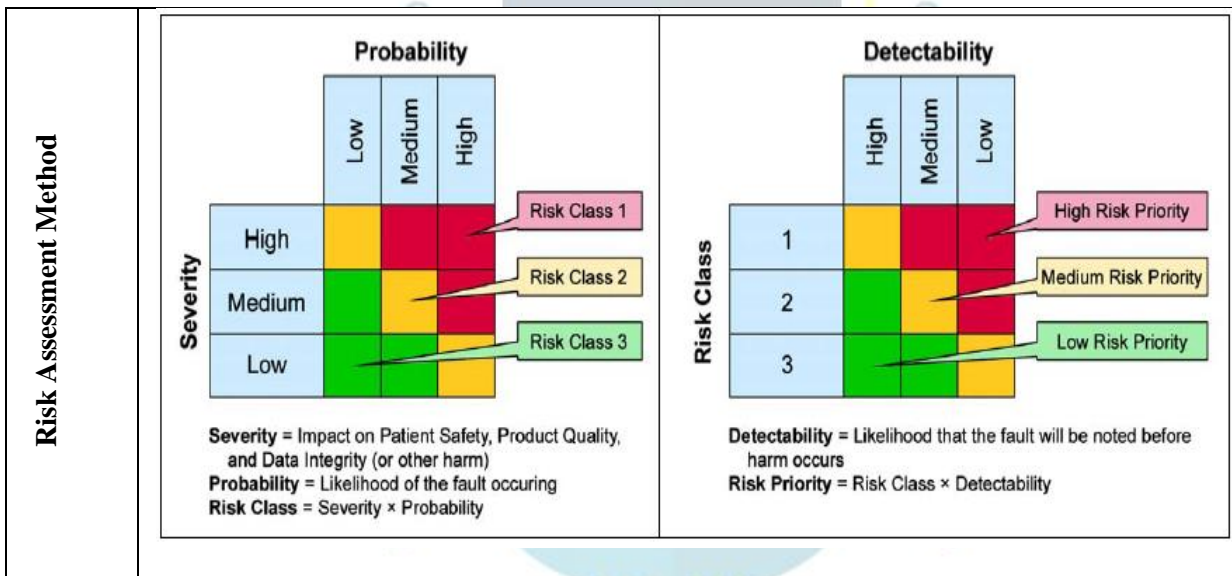 Risk Assessment Method
Probability
Low
Medium
High
Severity
High
Medium
Low
Risk Class 1
Risk Class 2
Risk Class 3
Severity = Impact on Patient Safety, Product Quality,
and Data Integrity (or other harm)
Probability = Likelihood of the fault occuring
Risk Class = Severity × Probability
Detectability
High
Medium
Low
Risk Class
1
2
3
High Risk Priority
Medium Risk Priority
Low Risk Priority
Detectability = Likelihood that the fault will be noted before
harm occurs
Risk Priority = Risk Class × Detectability